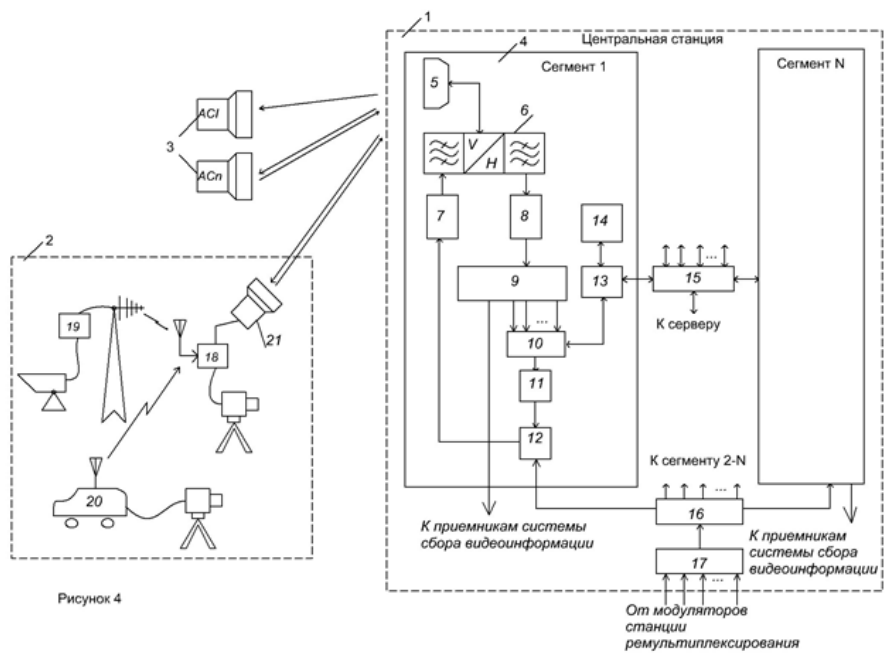 1
Центральная станция
4
Сегмент 1
Сегмент N
5
6
V
H
АС1
3
АСn
7
8
14
2
9
13
15
К серверу
19
18
21
10
11
12
20
К сегменту 2-N
16
17
К приемникам системы
сбора видеоинформации
К приемникам
системы сбора
видеоинформации
От модуляторов
станции
ремультиплексирования
Рисунок 4
...
...
...
...